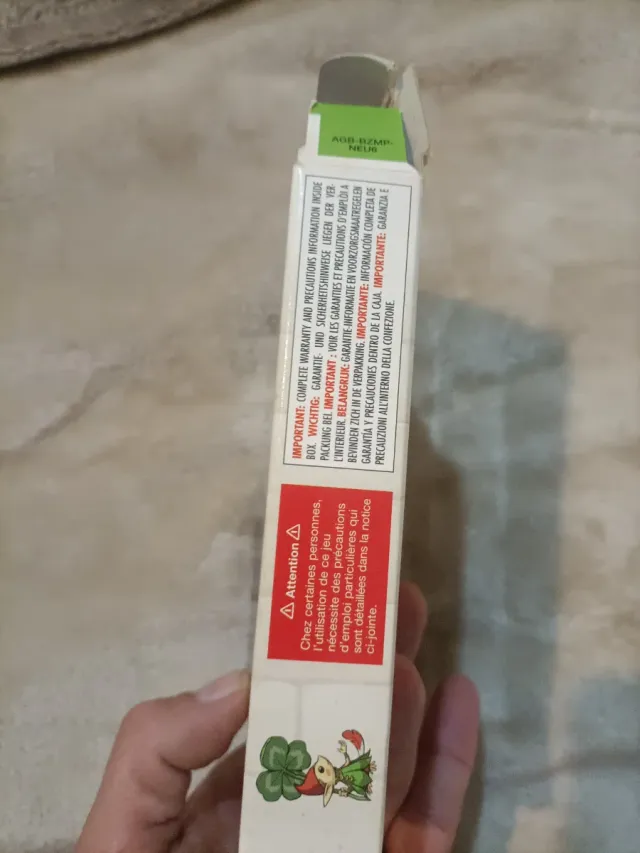 AGB-BZMP-
NEU6
IMPORTANT: COMPLETE WARRANTY AND PRECAUTIONS INFORMATION INSIDE
BOX. WICHTIG: GARANTIE- UND SICHERHEITSHINWEISE LIEGEN DER VER-
PACKUNG BEI. IMPORTANT : VOIR LES GARANTIES ET PRECAUTIONS D'EMPLOI A
L'INTERIEUR. BELANGRIJK: GARANTIE-INFORMATIE EN VOORZORGSMAATREGELEN
BEVINDEN ZICH IN DE VERPAKKING. IMPORTANTE: INFORMACIÓN COMPLETA DE
GARANTIA Y PRECAUCIONES DENTRO DE LA CAJA. IMPORTANTE: GARANZIA E
PRECAUZIONI ALL'INTERNO DELLA CONFEZIONE.
⚠ Attention ⚠
Chez certaines personnes,
l'utilisation de ce jeu
nécessite des précautions
d'emploi particulières qui
sont détaillées dans la notice
ci-jointe.